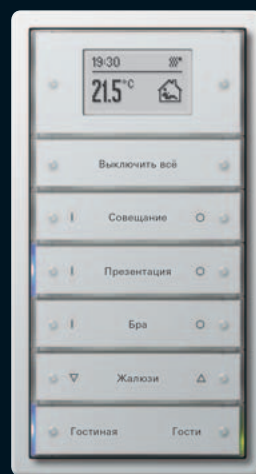 19:30
21.5°C
Выключить всё
I Совещание O
I Презентация O
I Бра O
▽ Жалюзи △
Гостиная Гости